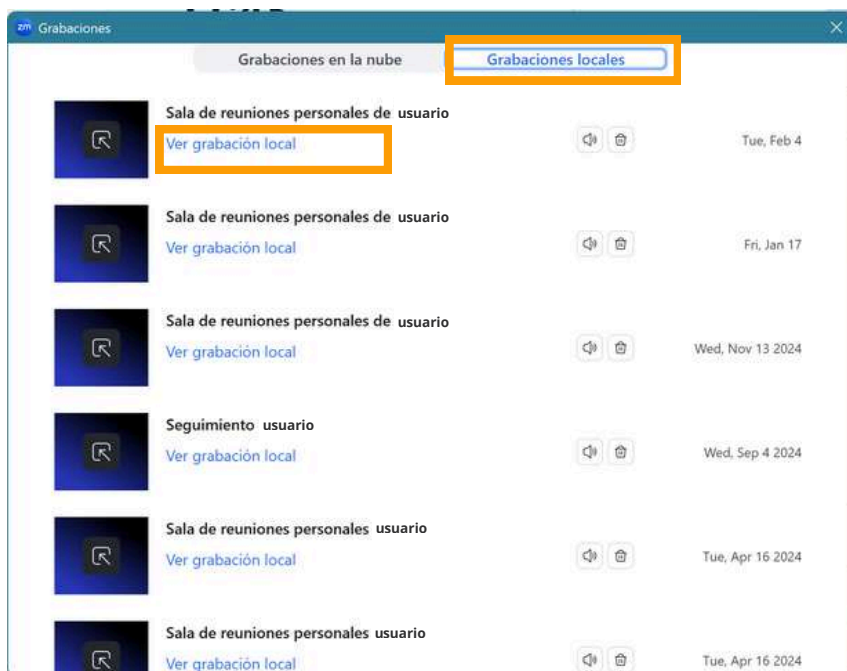 zm Grabaciones
Grabaciones en la nube Grabaciones locales
Sala de reuniones personales de usuario
Ver grabación local Tue, Feb 4
Sala de reuniones personales de usuario
Ver grabación local Fri, Jan 17
Sala de reuniones personales de usuario
Ver grabación local Wed, Nov 13 2024
Seguimiento usuario
Ver grabación local Wed, Sep 4 2024
Sala de reuniones personales usuario
Ver grabación local Tue, Apr 16 2024
Sala de reuniones personales usuario
Ver grabación local Tue, Apr 16 2024